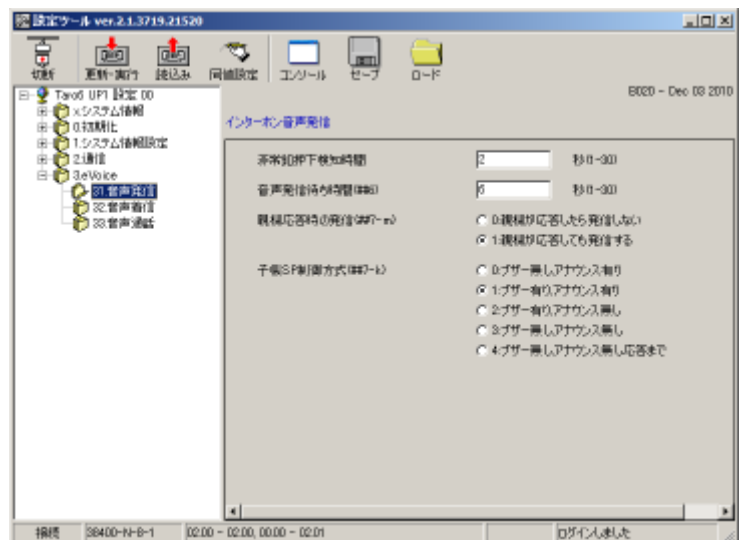 設定ツール ver.2.1.3719.21520
切断 更新・実行 読込み 同値設定 コンソール セーブ ロード
Taro5 UP1 設定 00
x.システム情報
0.初期化
1.システム情報設定
2.通信
3.eVoice
31.音声発信
32.音声着信
33.音声通話
B020 - Dec 03 2010
インターホン音声発信
非常釦押下検知時間 2 秒(1-30)
音声発信待ち時間(##6) 6 秒(1-30)
親機応答時の発信(##7-m) 0:親機が応答したら発信しない
1:親機が応答しても発信する
子機SP制御方式(##7-k) 0:ブザー無しアナウンス有り
1:ブザー有りアナウンス有り
2:ブザー有りアナウンス無し
3:ブザー無しアナウンス無し
4:ブザー無しアナウンス無し応答まで
接続 38400-N-8-1 02.00 - 02.00, 00.00 - 02.01 ログインしました